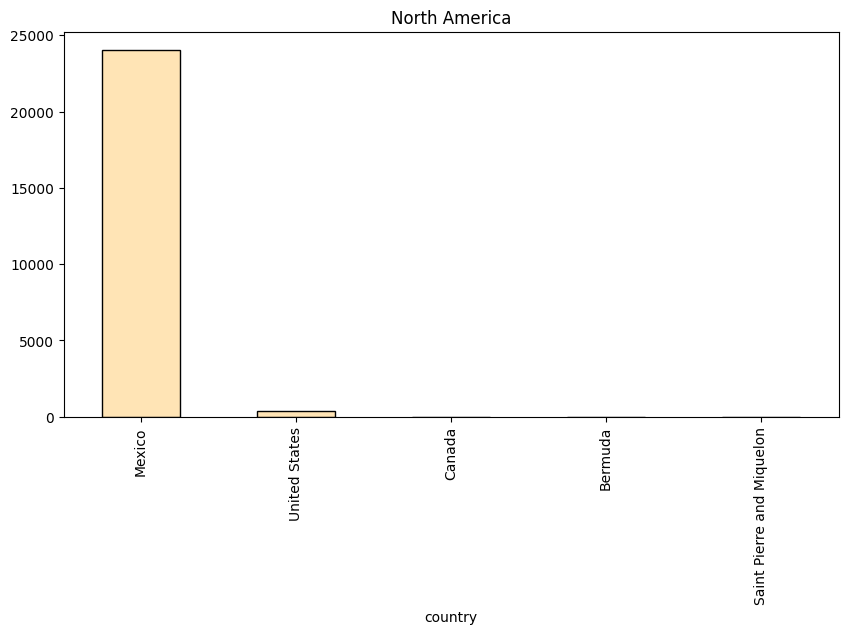 North America
25000
20000
15000
10000
5000
0
Mexico
United States
Canada
Bermuda
Saint Pierre and Miquelon
country